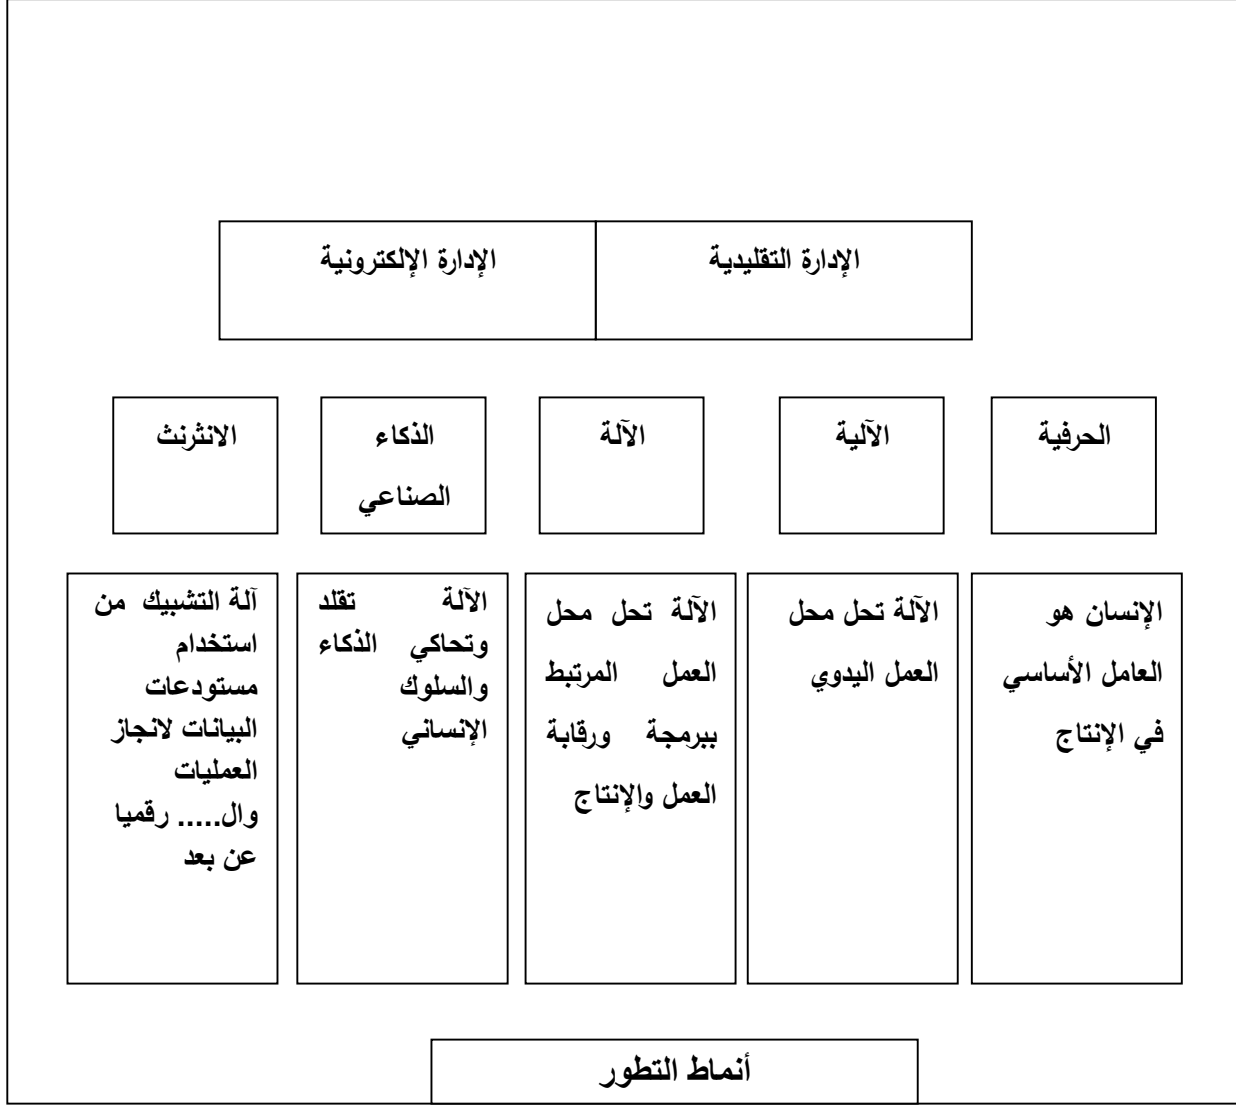 الإدارة التقليدية
الإدارة الإلكترونية
الحرفية
الآلية
الآلة
الذكاء
الصناعي
الانثرنث
الإنسان هو
العامل الأساسي
في الإنتاج
الآلة تحل محل
العمل اليدوي
الآلة تحل محل
العمل المرتبط
ببرمجة ورقابة
العمل والإنتاج
الآلة تقلد
وتحاكي الذكاء
والسلوك
الإنساني
آلة التشبيك من
استخدام
مستودعات
البيانات لانجاز
العمليات
وال..... رقميا
عن بعد
أنماط التطور